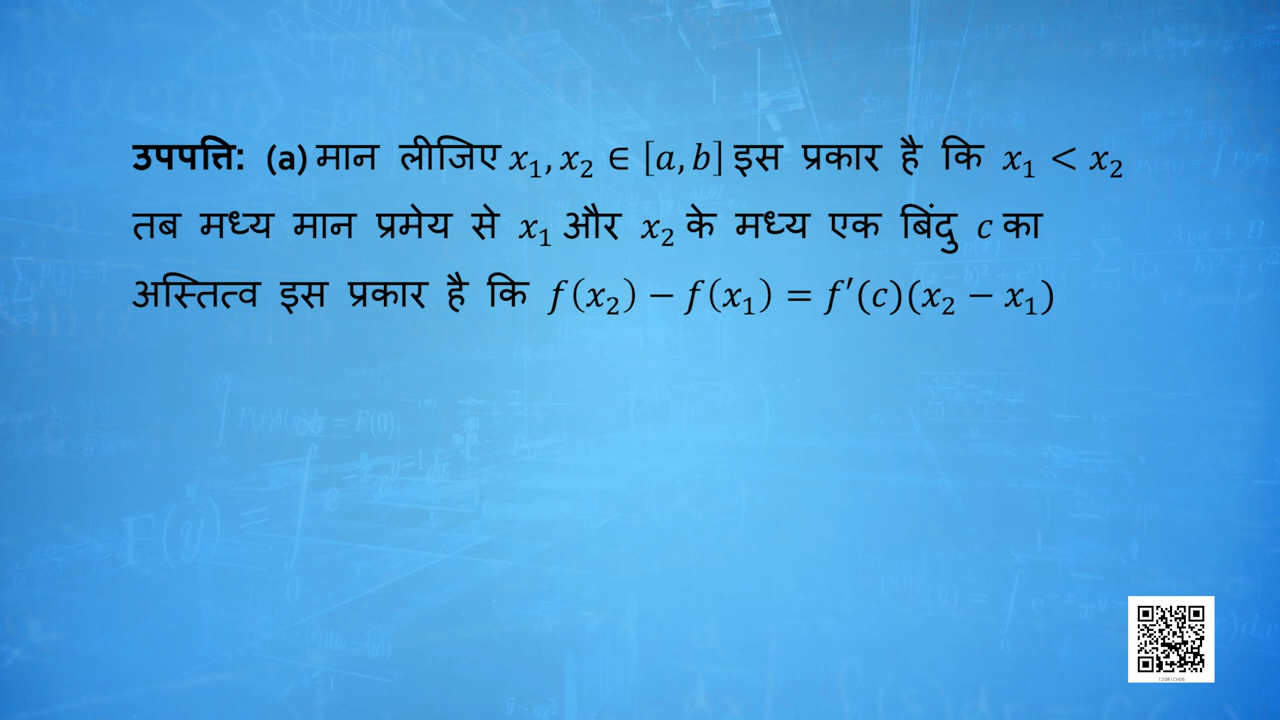 उपपत्ति: (a) मान लीजिए x₁, x₂ ∈ [a, b] इस प्रकार है कि x₁ < x₂
तब मध्य मान प्रमेय से x₁ और x₂ के मध्य एक बिंदु c का
अस्तित्व इस प्रकार है कि f(x₂) − f(x₁) = f′(c)(x₂ − x₁)
12081CH06